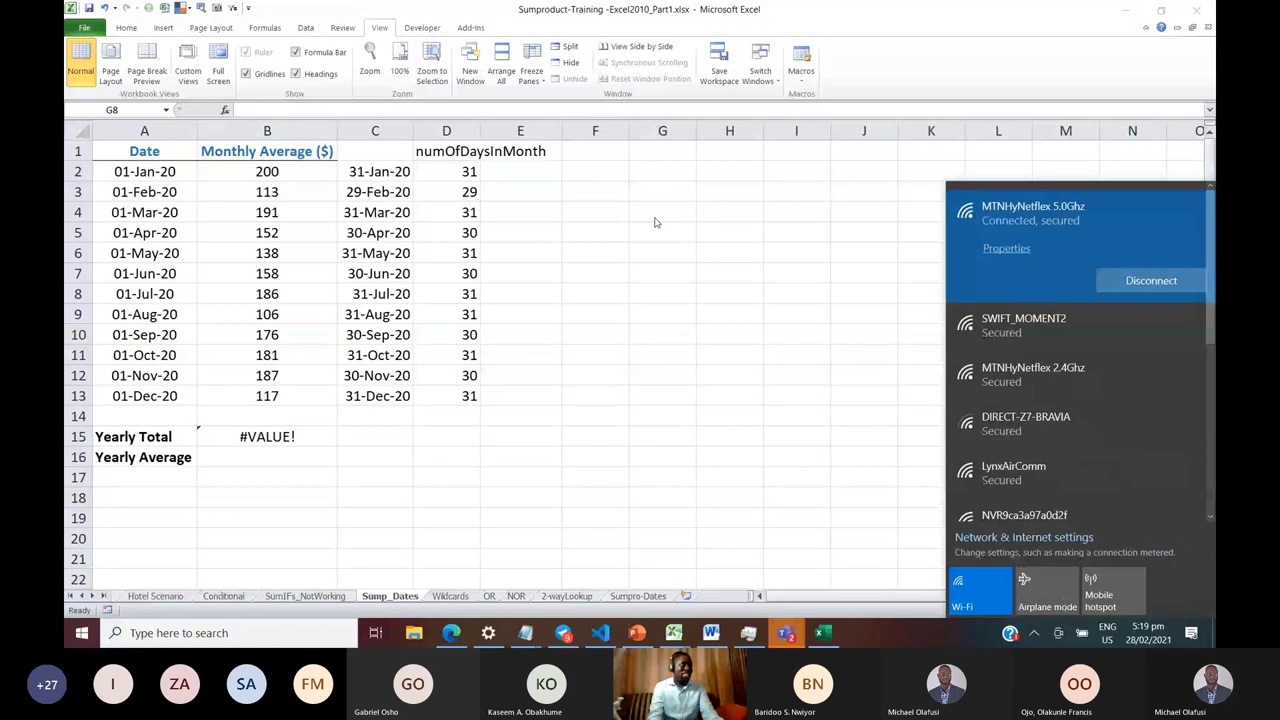 Sumproduct-Training -Excel2010_Part1.xlsx - Microsoft Excel
File Home Insert Page Layout Formulas Data Review View Developer Add-Ins
Normal
Page Layout
Page Break Preview
Custom Views
Full Screen
Workbook Views
Ruler
Formula Bar
Gridlines
Headings
Show
Zoom
100%
Zoom to Selection
Zoom
New Window
Arrange All
Freeze Panes
Split
Hide
Unhide
View Side by Side
Synchronous Scrolling
Reset Window Position
Window
Save Workspace
Switch Windows
Macros
Macros
G8 fx
A B C D E F G H I J K L M N O
1 Date Monthly Average ($) numOfDaysInMonth
2 01-Jan-20 200 31-Jan-20 31
3 01-Feb-20 113 29-Feb-20 29
4 01-Mar-20 191 31-Mar-20 31
5 01-Apr-20 152 30-Apr-20 30
6 01-May-20 138 31-May-20 31
7 01-Jun-20 158 30-Jun-20 30
8 01-Jul-20 186 31-Jul-20 31
9 01-Aug-20 106 31-Aug-20 31
10 01-Sep-20 176 30-Sep-20 30
11 01-Oct-20 181 31-Oct-20 31
12 01-Nov-20 187 30-Nov-20 30
13 01-Dec-20 117 31-Dec-20 31
14
15 Yearly Total #VALUE!
16 Yearly Average
17
18
19
20
21
22
MTNHyNetflex 5.0Ghz
Connected, secured
Properties
Disconnect
SWIFT_MOMENT2
Secured
MTNHyNetflex 2.4Ghz
Secured
DIRECT-Z7-BRAVIA
Secured
LynxAirComm
Secured
NVR9ca3a97a0d2f
Network & Internet settings
Change settings, such as making a connection metered.
Wi-Fi
Airplane mode
Mobile hotspot
Hotel Scenario Conditional SumIFs_NotWorking Sump_Dates Wildcards OR NOR 2-wayLookup Sumpro-Dates
Ready
Type here to search
ENG
US
5:19 pm
28/02/2021
+27 I ZA SA FM GO KO BN OO
Gabriel Osho
Kaseem A. Obakhume
Baridoo S. Nwiyor
Michael Olafusi
Ojo, Olakunle Francis
Michael Olafusi